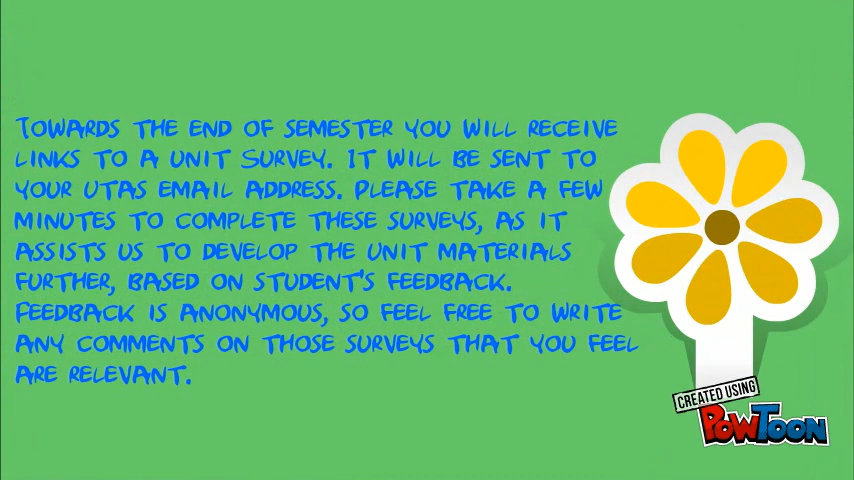 Towards the end of semester you will receive
links to a unit Survey. It will be sent to
your UTAS email address. Please take a few
minutes to complete these surveys, as it
assists us to develop the unit materials
further, based on student's feedback.
Feedback is anonymous, so feel free to write
any comments on those surveys that you feel
are relevant.
CREATED USING
PowToon